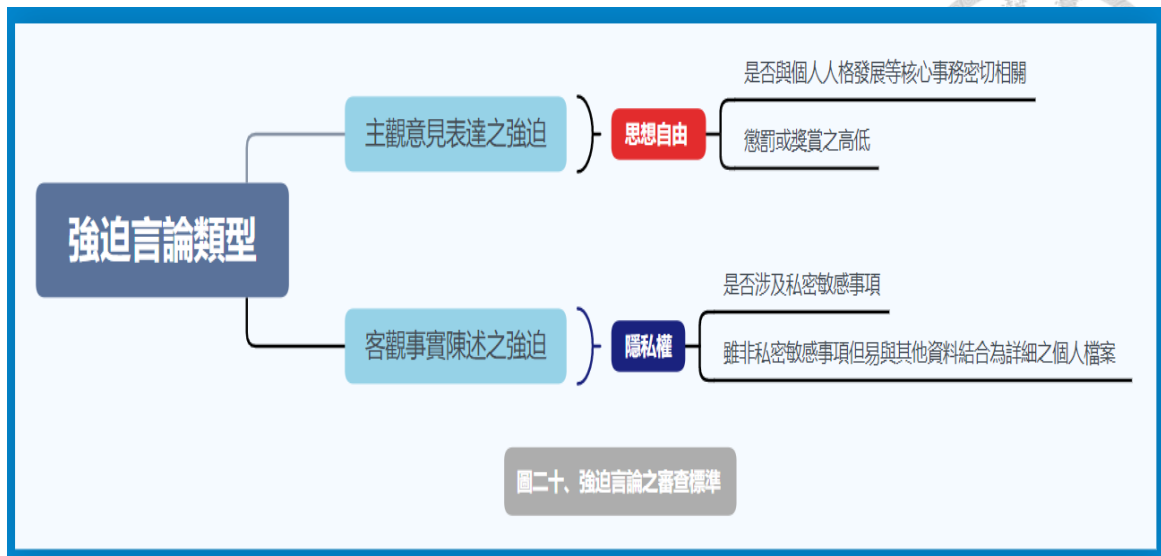 強迫言論類型
主觀意見表達之強迫
思想自由
是否與個人人格發展等核心事務密切相關
懲罰或獎賞之高低
客觀事實陳述之強迫
隱私權
是否涉及私密敏感事項
雖非私密敏感事項但易與其他資料結合為詳細之個人檔案
圖二十、強迫言論之審查標準